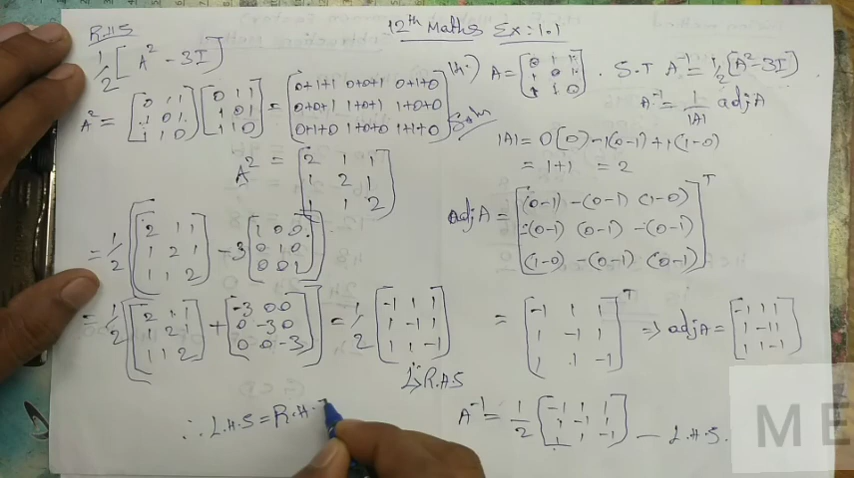 12th Maths Ex: 1.1
14.) A = [0 1 1; 1 0 1; 1 1 0] . S.T A⁻¹ = 1/2 [A² - 3I]
Soln
A⁻¹ = 1/|A| adj A
|A| = 0(0) - 1(0-1) + 1(1-0)
= 1+1 = 2
adj A = [(0-1) -(0-1) (1-0)
-(0-1) (0-1) -(0-1)
(1-0) -(0-1) (0-1)]ᵀ
= [-1 1 1; 1 -1 1; 1 1 -1]ᵀ ⇒ adj A = [-1 1 1; 1 -1 1; 1 1 -1]
A⁻¹ = 1/2 [-1 1 1; 1 -1 1; 1 1 -1] — L.H.S.
R.H.S
1/2 [A² - 3I]
A² = [0 1 1; 1 0 1; 1 1 0] [0 1 1; 1 0 1; 1 1 0] = [0+1+1 0+0+1 0+1+0; 0+0+1 1+0+1 1+0+0; 0+1+0 1+0+0 1+1+0]
A² = [2 1 1; 1 2 1; 1 1 2]
= 1/2 [[2 1 1; 1 2 1; 1 1 2] - 3 [1 0 0; 0 1 0; 0 0 1]]
= 1/2 [[2 1 1; 1 2 1; 1 1 2] + [-3 0 0; 0 -3 0; 0 0 -3]] = 1/2 [-1 1 1; 1 -1 1; 1 1 -1]
↳ R.H.S
∴ L.H.S = R.H.
ME